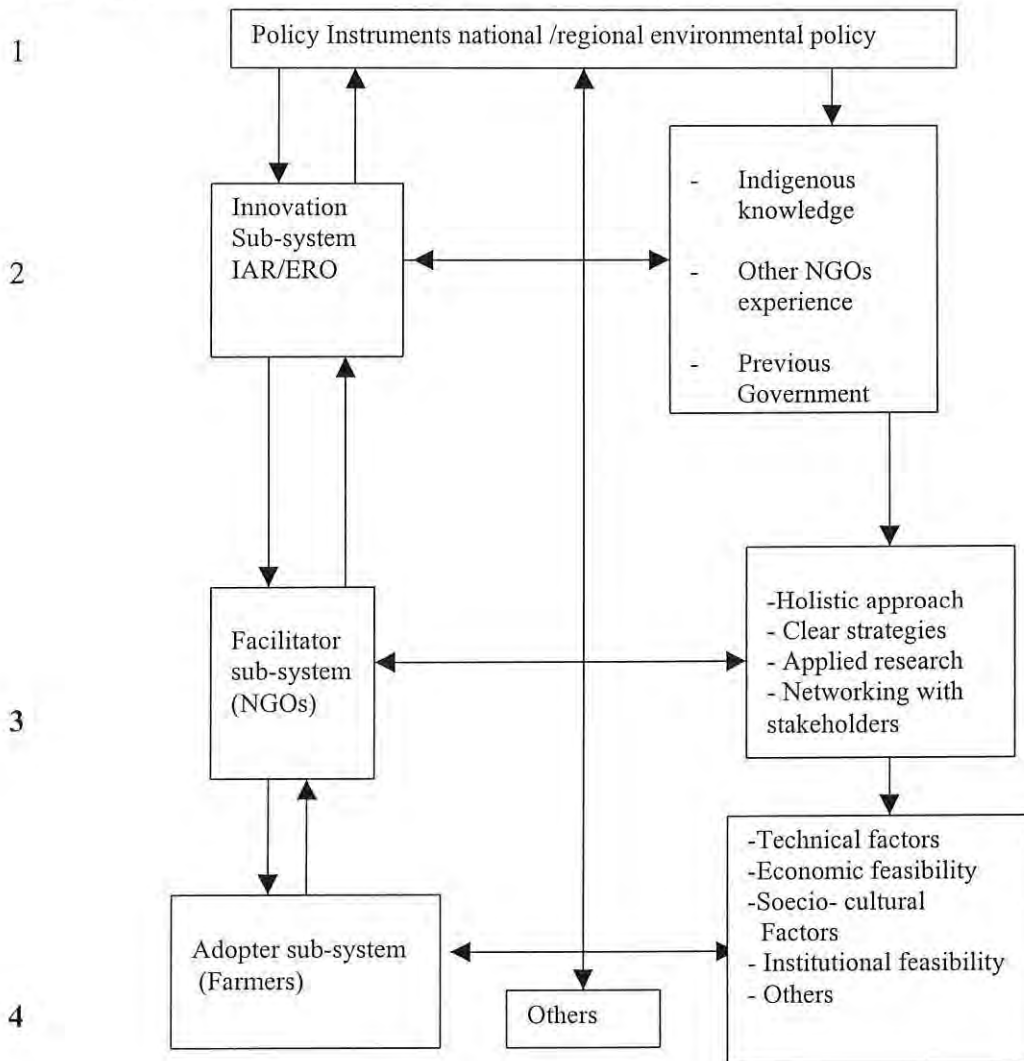 1
Policy Instruments national /regional environmental policy
2
Innovation
Sub-system
IAR/ERO
- Indigenous
knowledge
- Other NGOs
experience
- Previous
Government
3
Facilitator
sub-system
(NGOs)
-Holistic approach
- Clear strategies
- Applied research
- Networking with
stakeholders
4
Adopter sub-system
(Farmers)
Others
-Technical factors
-Economic feasibility
-Soecio- cultural
Factors
- Institutional feasibility
- Others